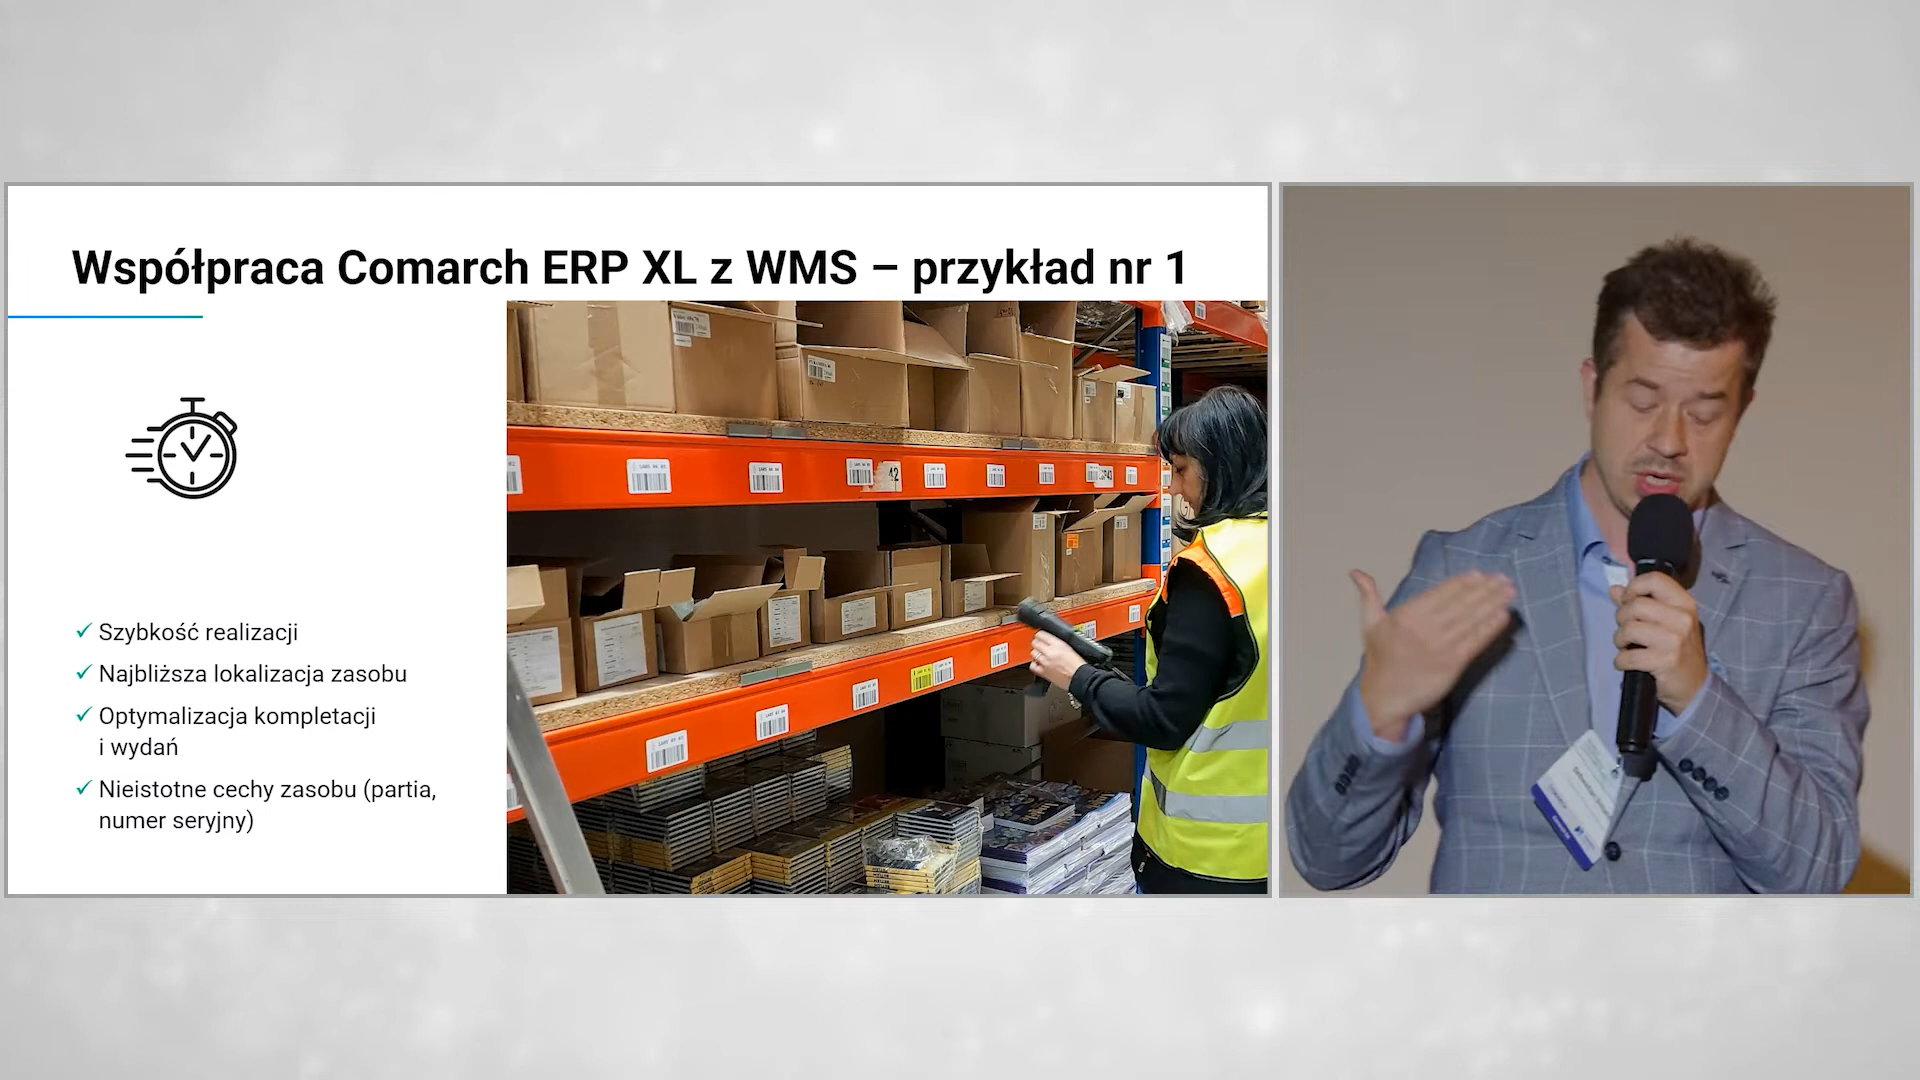 Współpraca Comarch ERP XL z WMS – przykład nr 1
✓ Szybkość realizacji
✓ Najbliższa lokalizacja zasobu
✓ Optymalizacja kompletacji
i wydań
✓ Nieistotne cechy zasobu (partia,
numer seryjny)